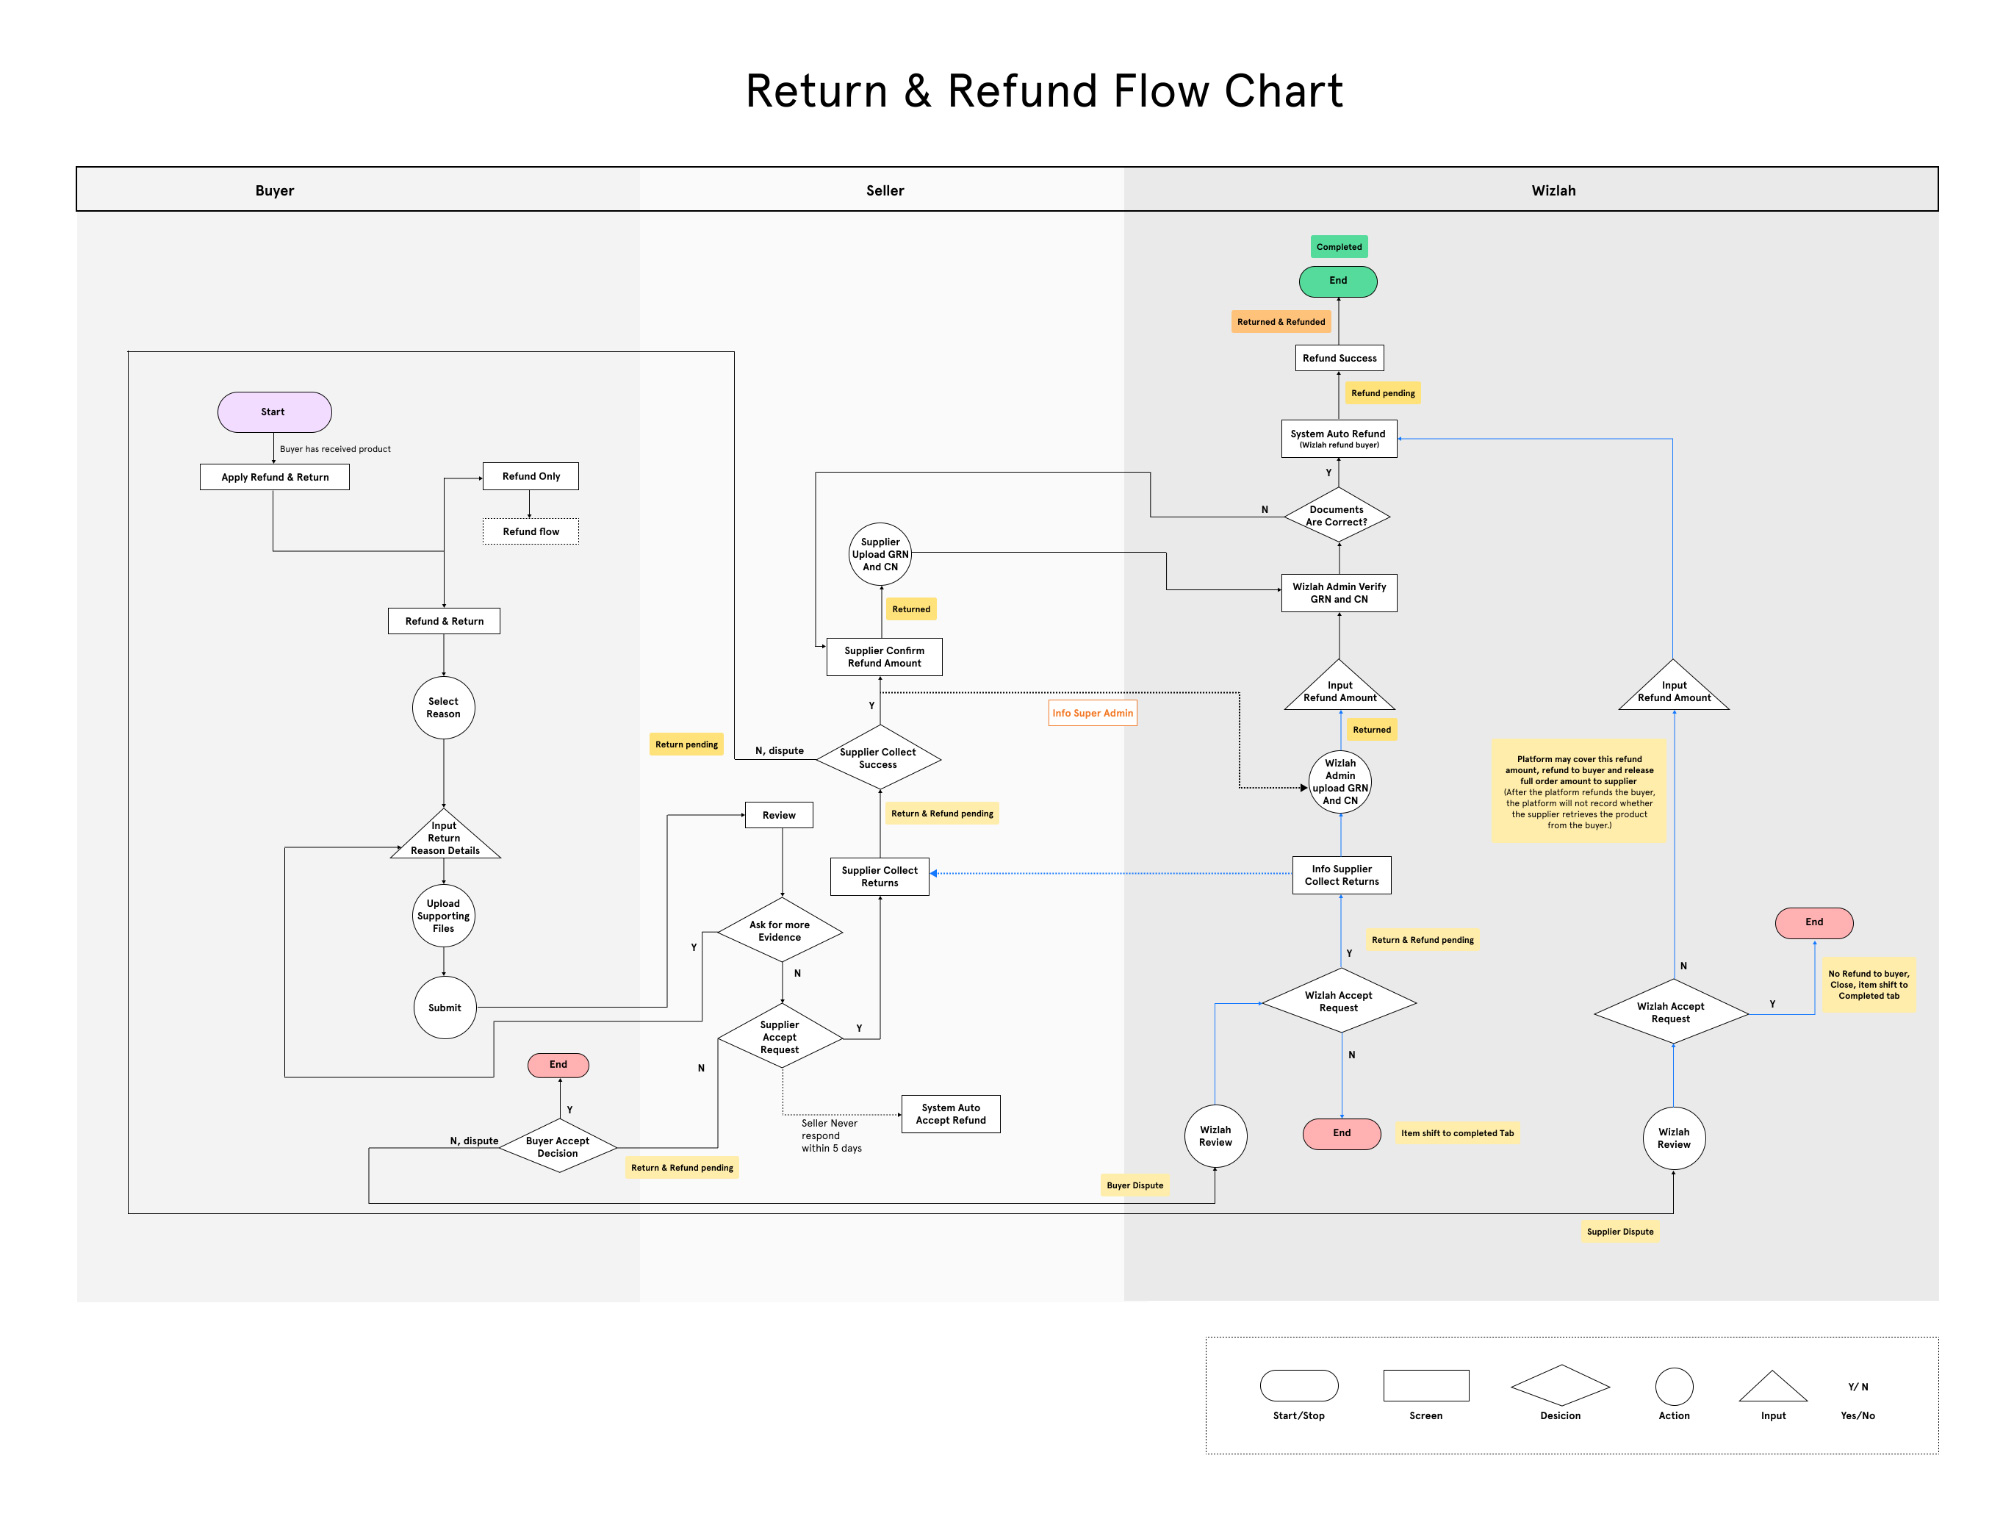 Return & Refund Flow Chart
Buyer
Seller
Wizlah
Completed
End
Returned & Refunded
Refund Success
Refund pending
System Auto Refund
(Wizlah refund buyer)
Y
Documents
Are Correct?
N
Wizlah Admin Verify
GRN and CN
Input
Refund Amount
Returned
Wizlah
Admin
upload GRN
And CN
Info Supplier
Collect Returns
Return & Refund pending
Y
Wizlah Accept
Request
N
End
Item shift to completed Tab
Wizlah
Review
Buyer Dispute
Input
Refund Amount
Platform may cover this refund
amount, refund to buyer and release
full order amount to supplier
(After the platform refunds the buyer,
the platform will not record whether
the supplier retrieves the product
from the buyer.)
End
No Refund to buyer,
Close, item shift to
Completed tab
N
Wizlah Accept
Request
Y
Wizlah
Review
Supplier Dispute
Start
Buyer has received product
Apply Refund & Return
Refund Only
Refund flow
Refund & Return
Select
Reason
Input
Return
Reason Details
Upload
Supporting
Files
Submit
End
Y
Buyer Accept
Decision
N, dispute
Return & Refund pending
Supplier
Upload GRN
And CN
Returned
Supplier Confirm
Refund Amount
Info Super Admin
Y
Supplier Collect
Success
N, dispute
Return pending
Return & Refund pending
Review
Supplier Collect
Returns
Ask for more
Evidence
Y
N
Supplier
Accept
Request
Y
N
System Auto
Accept Refund
Seller Never
respond
within 5 days
Start/Stop
Screen
Desicion
Action
Input
Y/ N
Yes/No